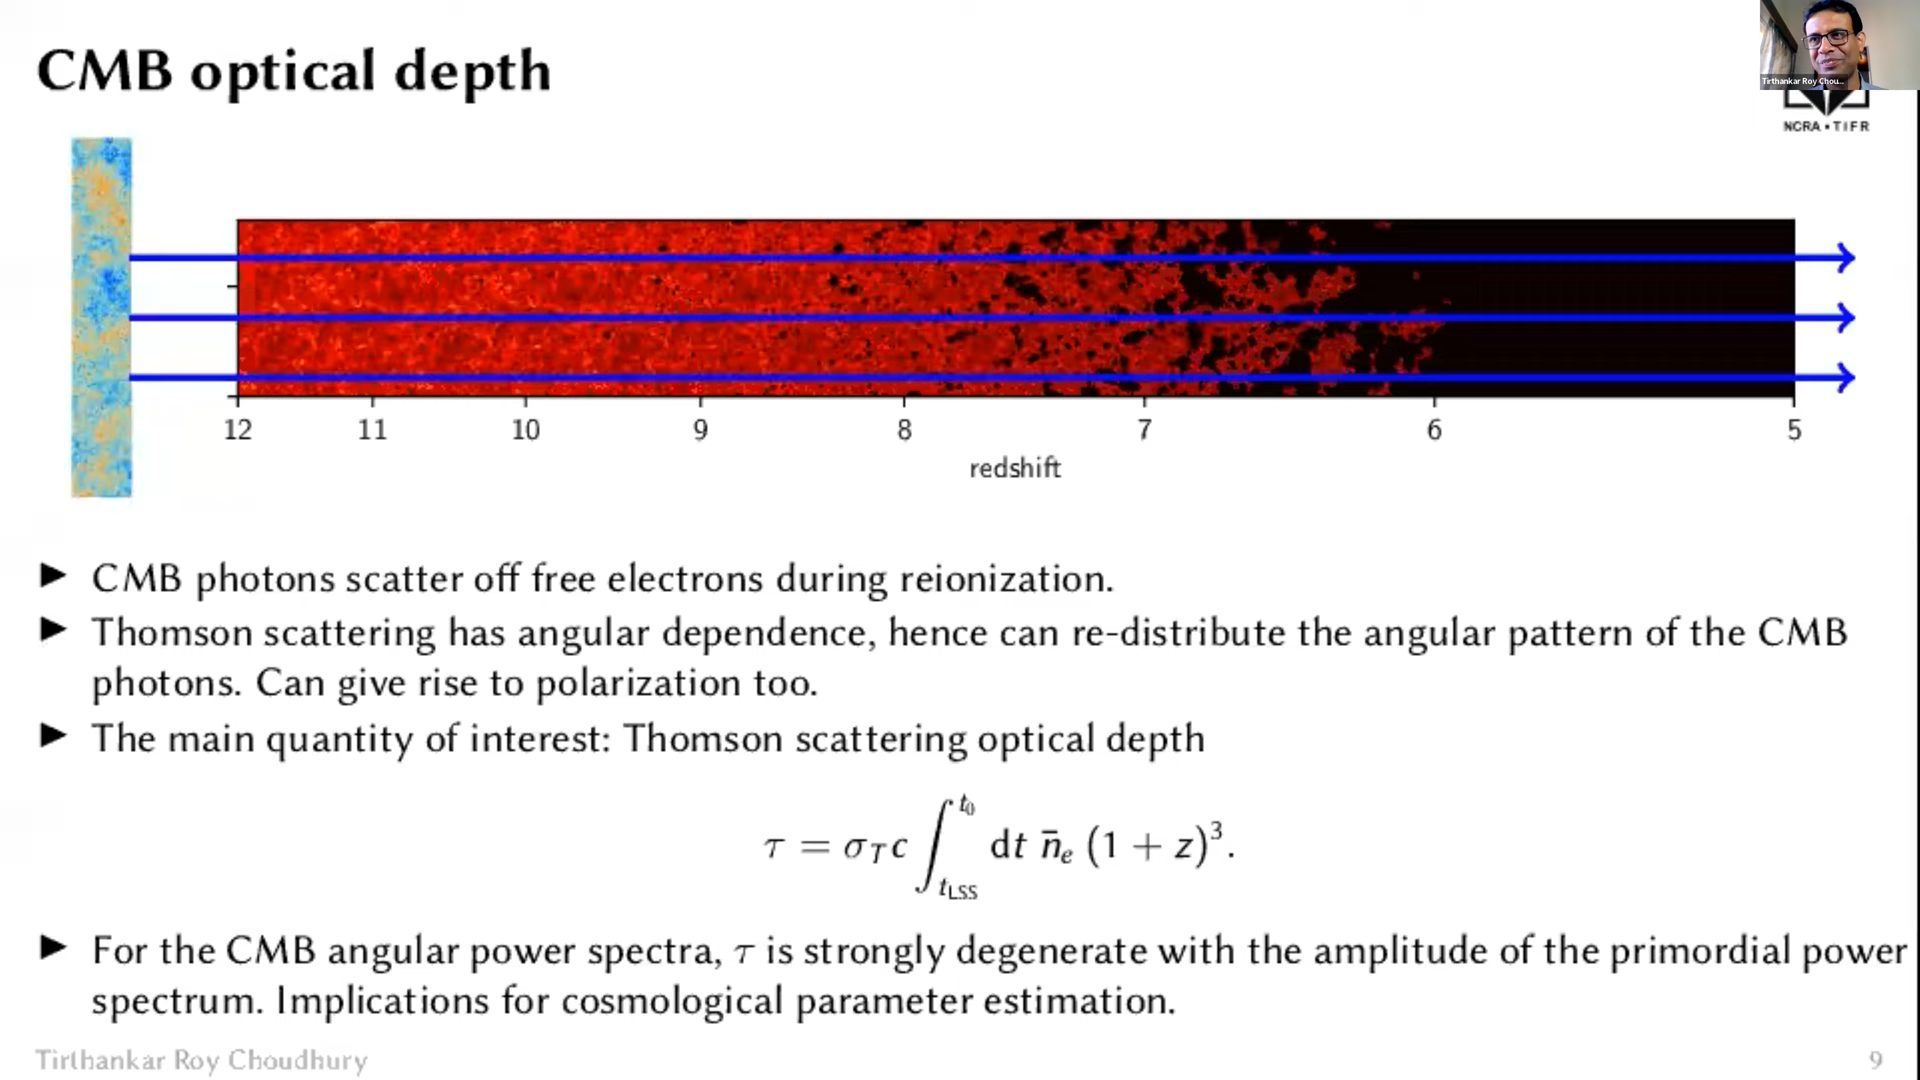 CMB optical depth
Tirthankar Roy Chou...
NCRA • TIFR
12 11 10 9 8 7 6 5
redshift
► CMB photons scatter off free electrons during reionization.
► Thomson scattering has angular dependence, hence can re-distribute the angular pattern of the CMB
photons. Can give rise to polarization too.
► The main quantity of interest: Thomson scattering optical depth
τ = σ_T c ∫_{t_LSS}^{t_0} dt n̄_e (1 + z)^3.
► For the CMB angular power spectra, τ is strongly degenerate with the amplitude of the primordial power
spectrum. Implications for cosmological parameter estimation.
Tirthankar Roy Choudhury
9